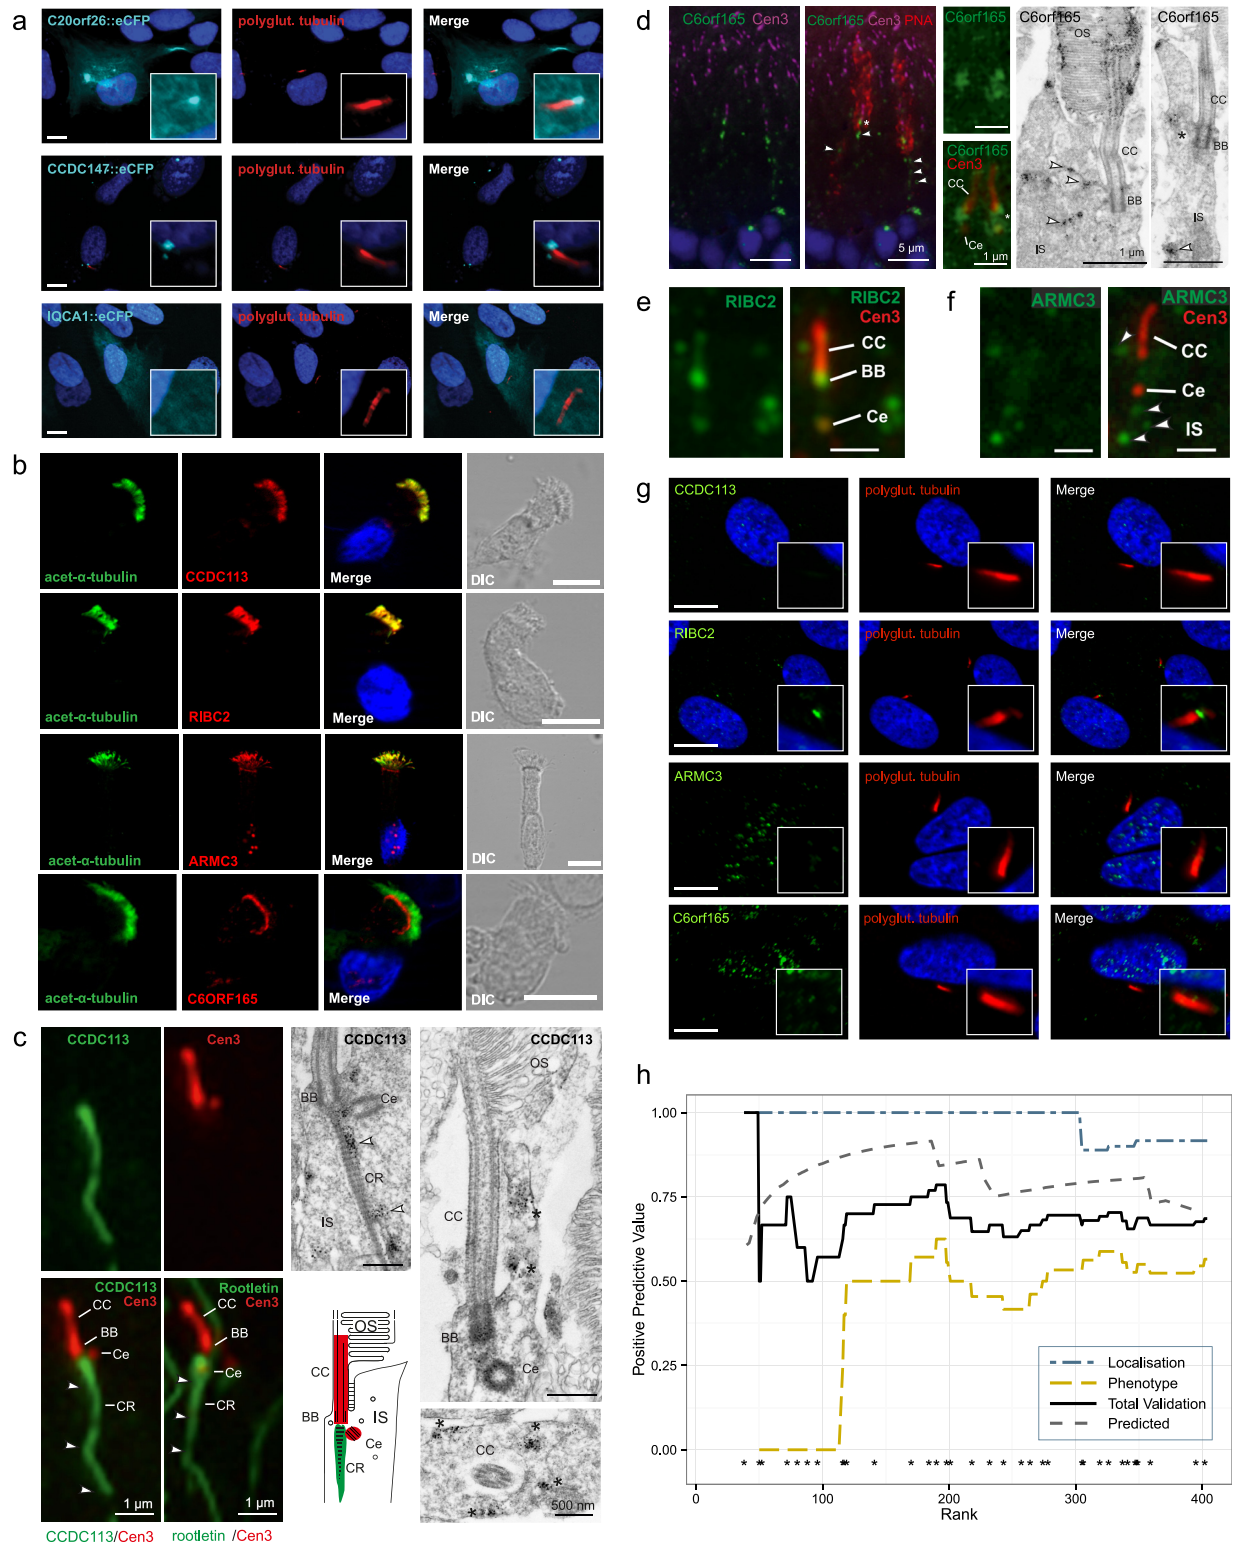 a
C20orf26::eCFP
polyglut. tubulin
Merge
CCDC147::eCFP
polyglut. tubulin
Merge
IQCA1::eCFP
polyglut. tubulin
Merge
b
acet-α-tubulin
CCDC113
Merge
DIC
acet-α-tubulin
RIBC2
Merge
DIC
acet-α-tubulin
ARMC3
Merge
DIC
acet-α-tubulin
C6ORF165
Merge
DIC
c
CCDC113
Cen3
CCDC113
BB
Ce
CR
IS
CCDC113
OS
CC
BB
Ce
CCDC113
Cen3
CC
BB
Ce
CR
1 µm
Rootletin
Cen3
BB
Ce
CR
1 µm
CCDC113/Cen3
rootletin /Cen3
OS
CC
BB
IS
Ce
CR
*
*
CC
*
*
*
500 nm
d
C6orf165 Cen3
C6orf165 Cen3 PNA
*
5 µm
C6orf165
C6orf165
Cen3
CC
*
Ce
1 µm
C6orf165
OS
CC
BB
IS
1 µm
C6orf165
CC
*
BB
IS
e
RIBC2
RIBC2
Cen3
CC
BB
Ce
f
ARMC3
ARMC3
Cen3
CC
Ce
IS
g
CCDC113
polyglut. tubulin
Merge
RIBC2
polyglut. tubulin
Merge
ARMC3
polyglut. tubulin
Merge
C6orf165
polyglut. tubulin
Merge
h
Positive Predictive Value
1.00
0.75
0.50
0.25
0.00
Localisation
Phenotype
Total Validation
Predicted
0
100
200
300
400
Rank